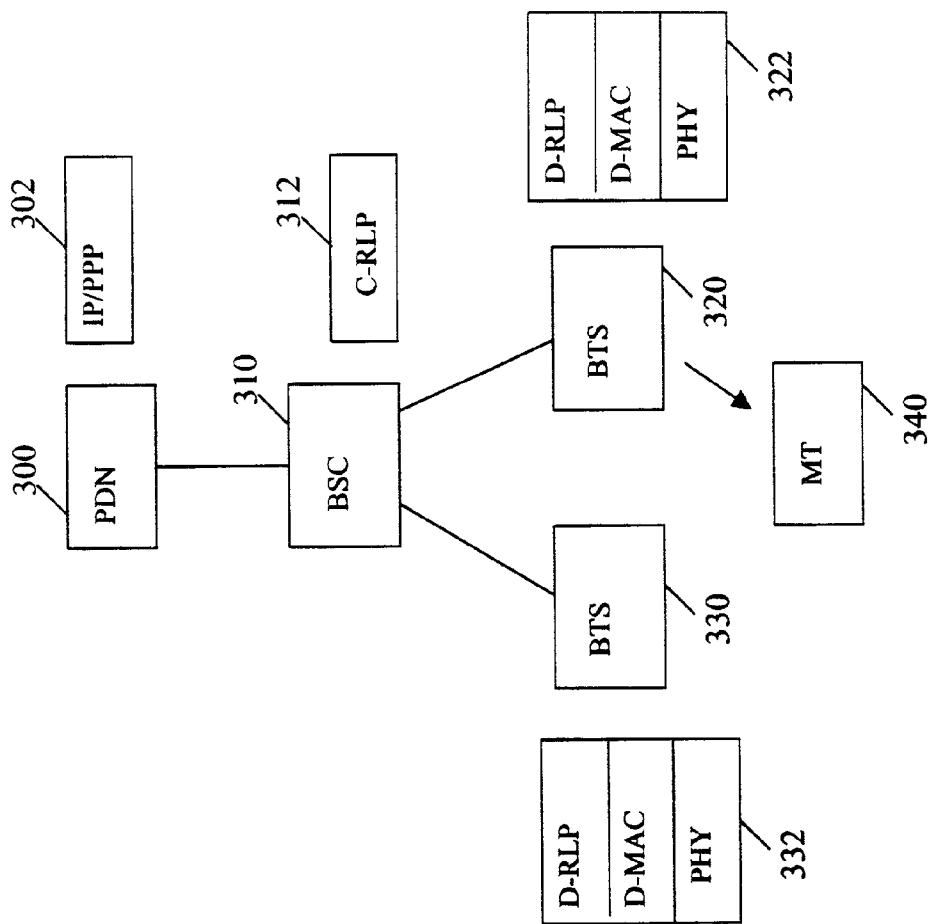 300
PDN
302
IP/PPP
310
BSC
312
C-RLP
332
D-RLP
D-MAC
PHY
330
BTS
320
BTS
322
D-RLP
D-MAC
PHY
340
MT